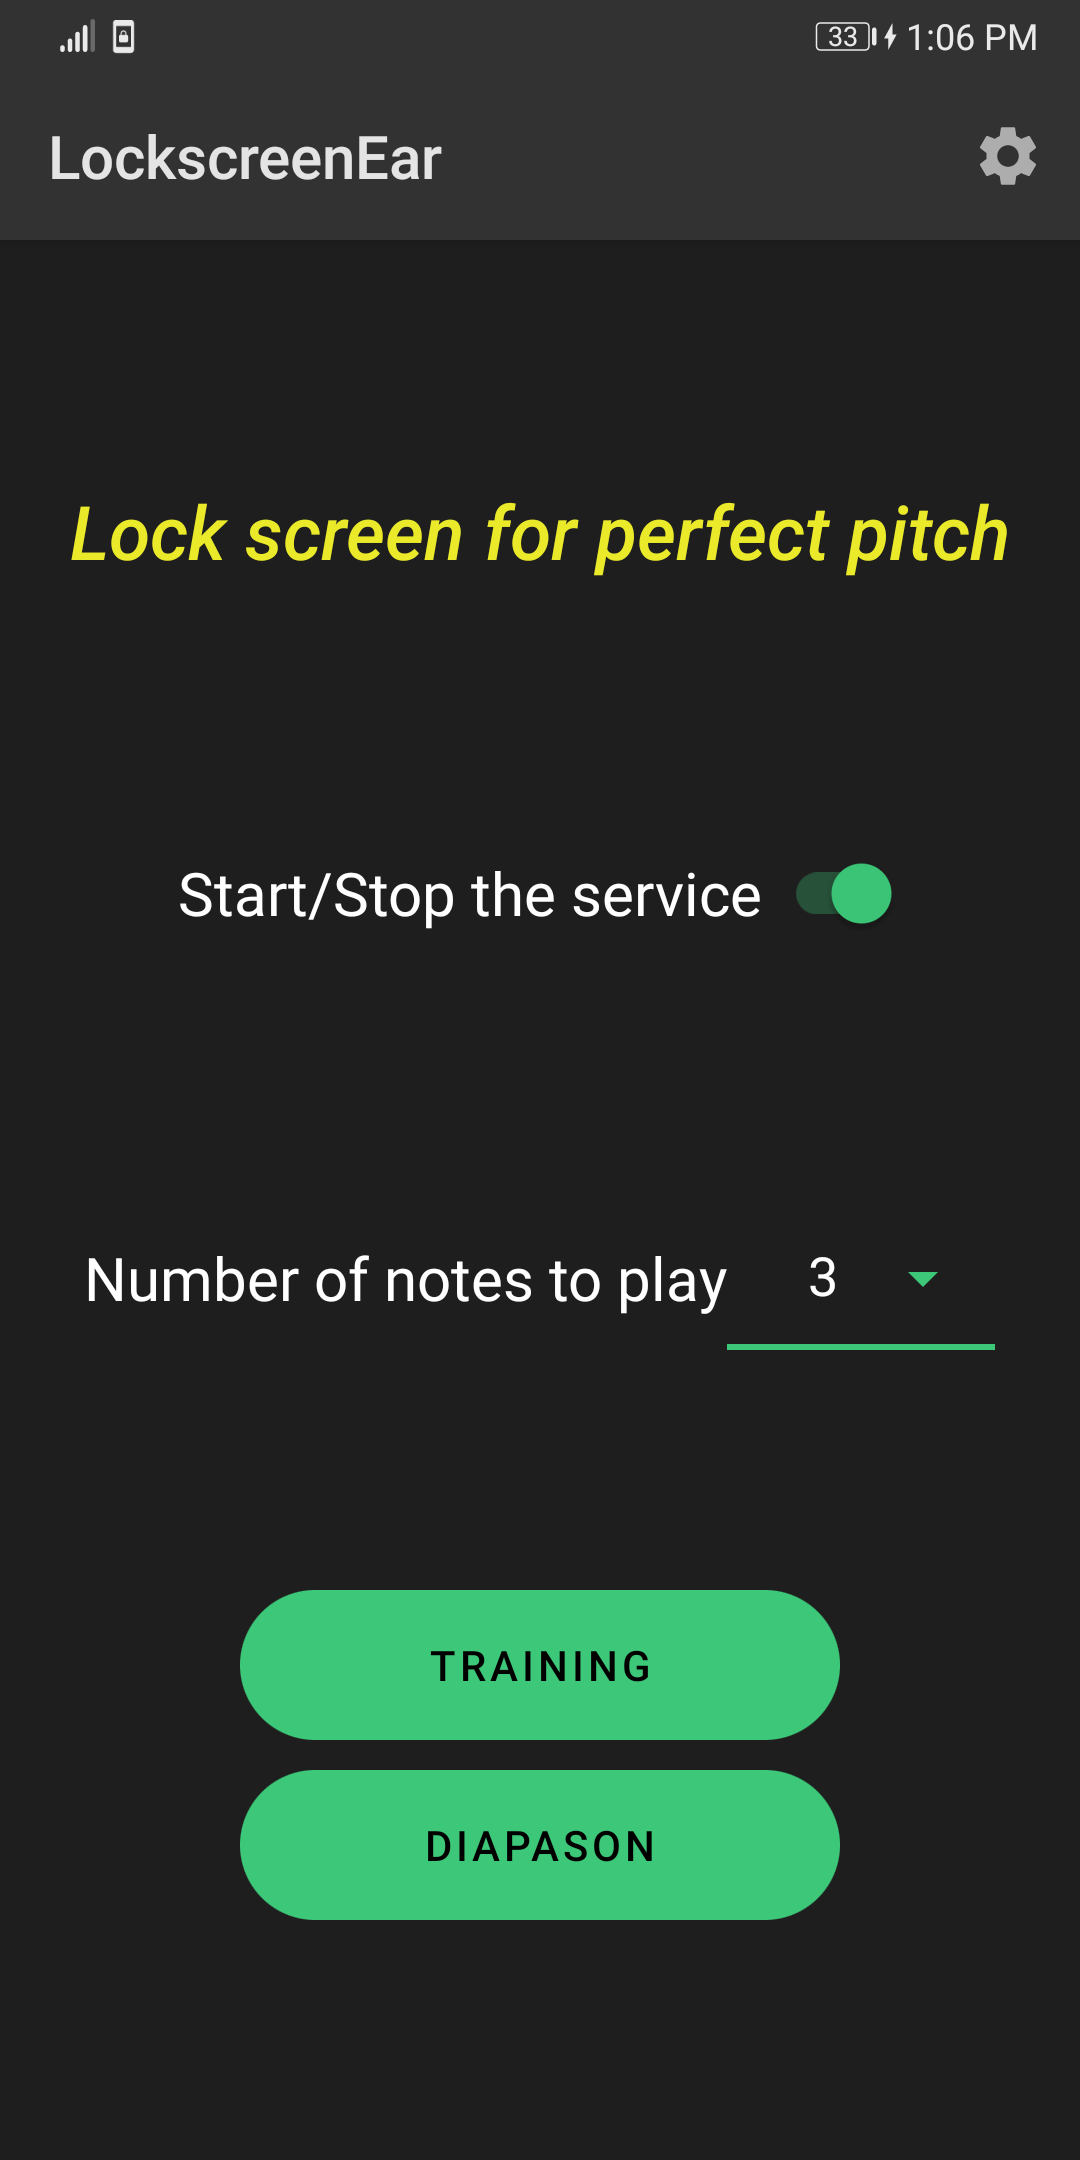 33 1:06 PM
LockscreenEar
Lock screen for perfect pitch
Start/Stop the service
Number of notes to play 3
TRAINING
DIAPASON